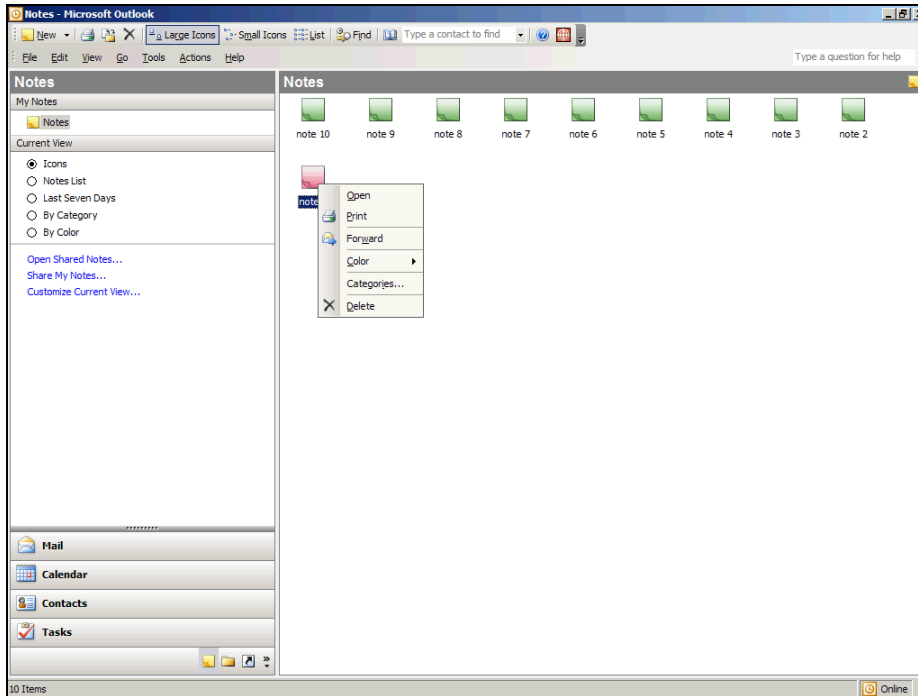 Notes - Microsoft Outlook
New Large Icons Small Icons List Find Type a contact to find
File Edit View Go Tools Actions Help Type a question for help
Notes
My Notes
Notes
Current View
Icons
Notes List
Last Seven Days
By Category
By Color
Open Shared Notes...
Share My Notes...
Customize Current View...
Mail
Calendar
Contacts
Tasks
Notes
note 10 note 9 note 8 note 7 note 6 note 5 note 4 note 3 note 2
note
Open
Print
Forward
Color
Categories...
Delete
10 Items Online